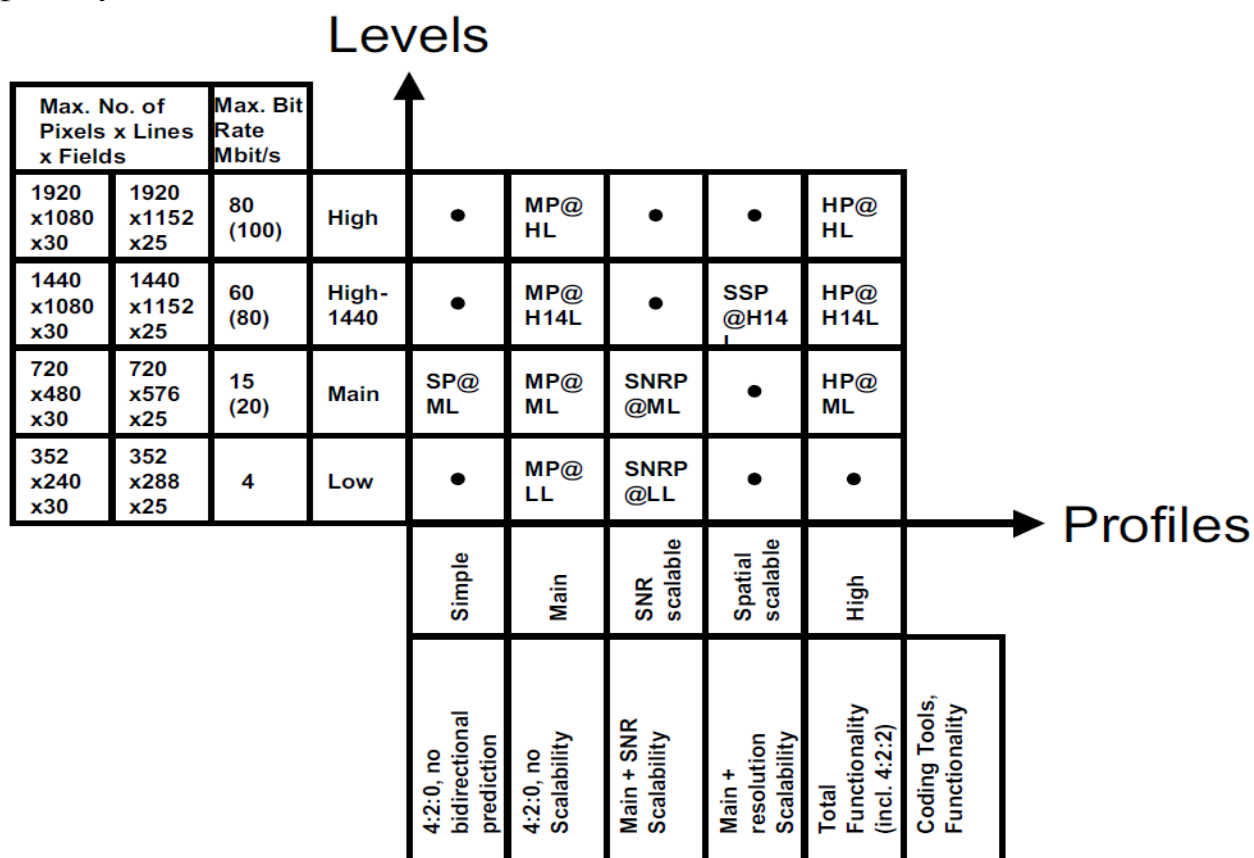 Levels
Max. No. of
Pixels x Lines
x Fields
Max. Bit
Rate
Mbit/s
1920
x1080
x30
1920
x1152
x25
80
(100)
High
•
MP@
HL
•
•
HP@
HL
1440
x1080
x30
1440
x1152
x25
60
(80)
High-
1440
•
MP@
H14L
•
SSP
@H14
HP@
H14L
720
x480
x30
720
x576
x25
15
(20)
Main
SP@
ML
MP@
ML
SNRP
@ML
•
HP@
ML
352
x240
x30
352
x288
x25
4
Low
•
MP@
LL
SNRP
@LL
•
•
Profiles
Simple
Main
SNR
scalable
Spatial
scalable
High
4:2:0, no
bidirectional
prediction
4:2:0, no
Scalability
Main + SNR
Scalability
Main +
resolution
Scalability
Total
Functionality
(incl. 4:2:2)
Coding Tools,
Functionality